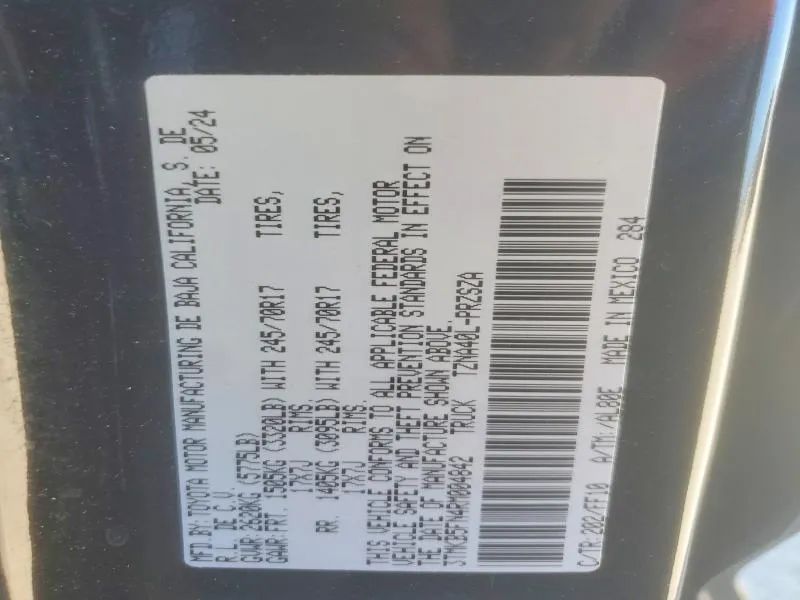 MFD.BY: TOYOTA MOTOR MANUFACTURING DE BAJA CALIFORNIA, S. DE
R.L. DE C.V. DATE: 05/24
GVWR: 2620KG (5775LB)
GAWR: FRT. 1505KG (3320LB) WITH 245/70R17 TIRES,
17X7J RIMS,
RR. 1405KG (3095LB) WITH 245/70R17 TIRES,
17X7J RIMS,
THIS VEHICLE CONFORMS TO ALL APPLICABLE FEDERAL MOTOR
VEHICLE SAFETY AND THEFT PREVENTION STANDARDS IN EFFECT ON
THE DATE OF MANUFACTURE SHOWN ABOVE.
TRUCK TZNA40L-PRZSZA
C/TR:202/EE10 A/TM:/AL80E MADE IN MEXICO 284